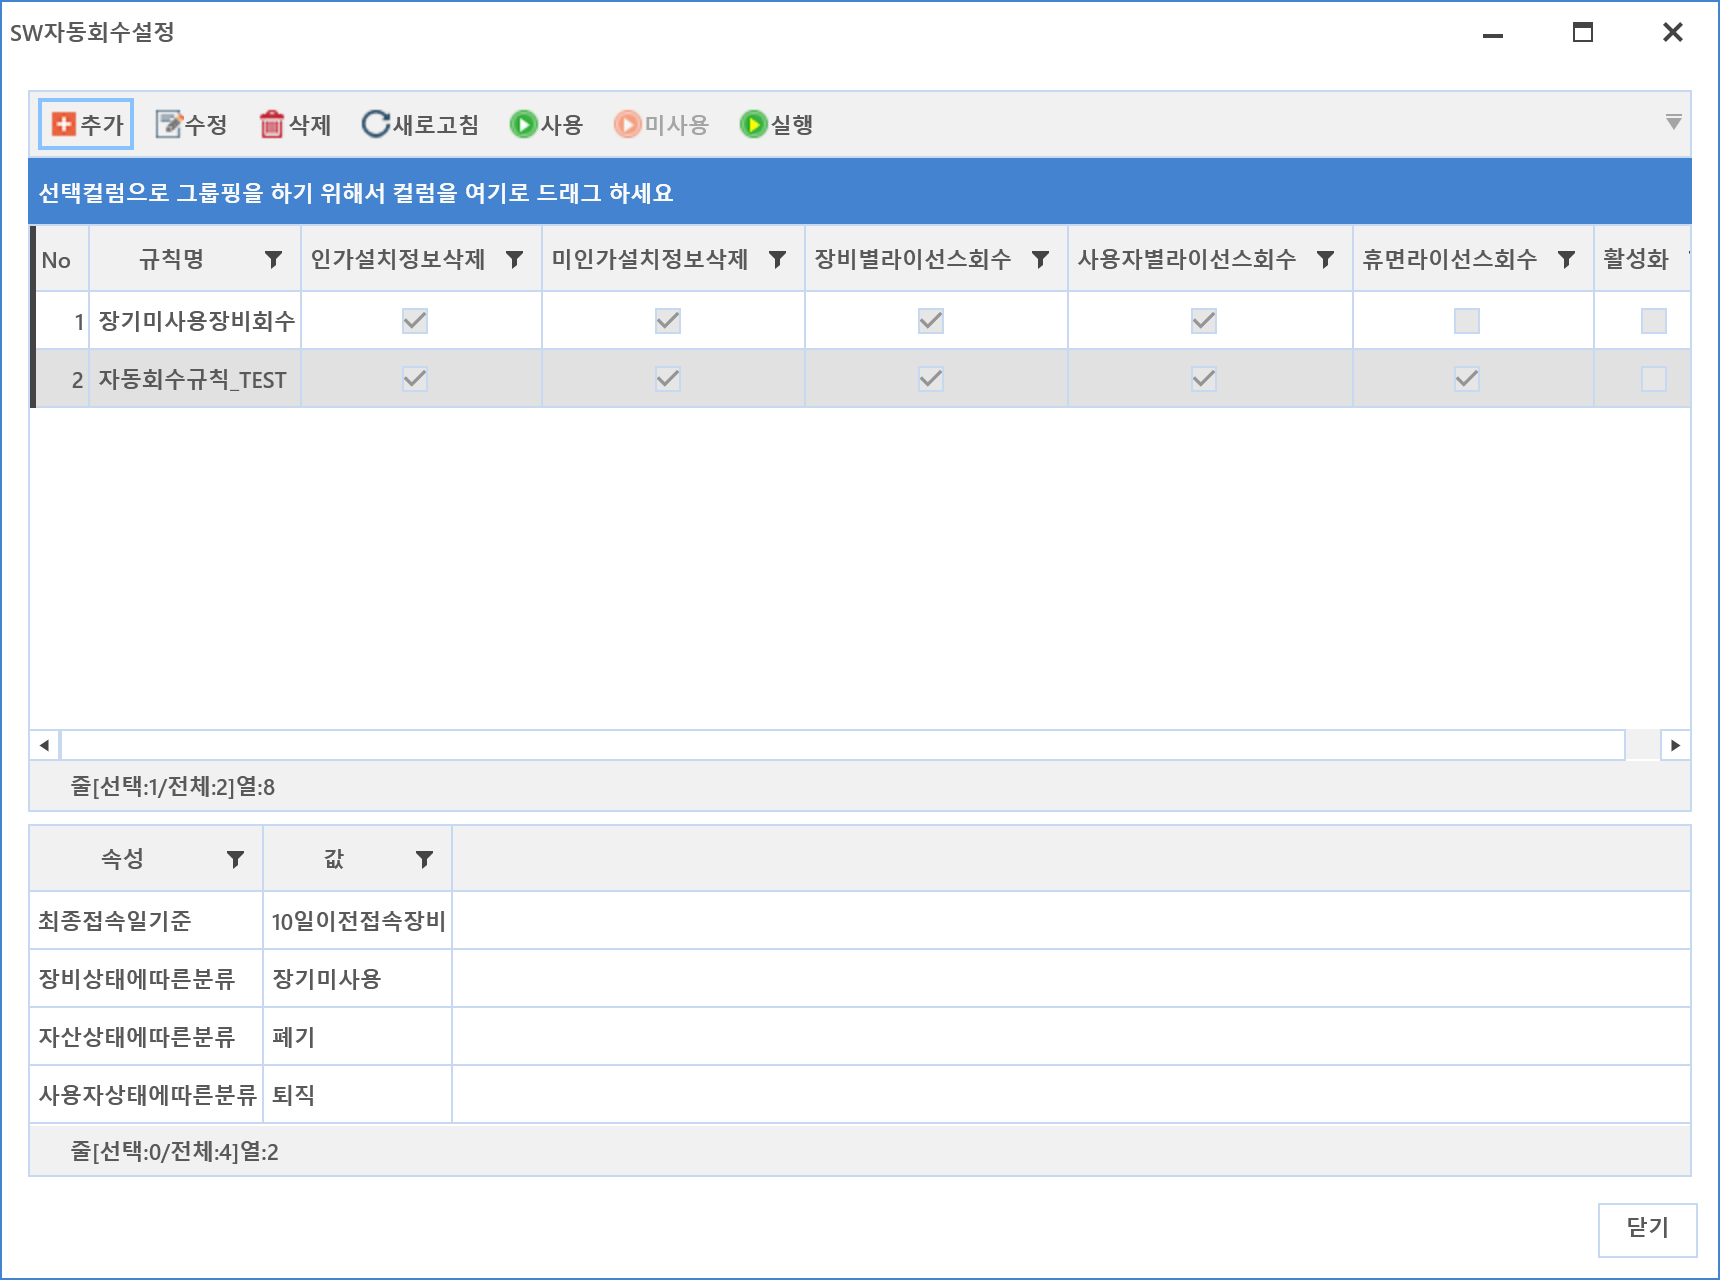 SW자동회수설정
추가 수정 삭제 새로고침 사용 미사용 실행
선택컬럼으로 그룹핑을 하기 위해서 컬럼을 여기로 드래그 하세요
No 규칙명 인가설치정보삭제 미인가설치정보삭제 장비별라이선스회수 사용자별라이선스회수 휴면라이선스회수 활성화
1 장기미사용장비회수
2 자동회수규칙_TEST
줄[선택:1/전체:2]열:8
속성 값
최종접속일기준 10일이전접속장비
장비상태에따른분류 장기미사용
자산상태에따른분류 폐기
사용자상태에따른분류 퇴직
줄[선택:0/전체:4]열:2
닫기